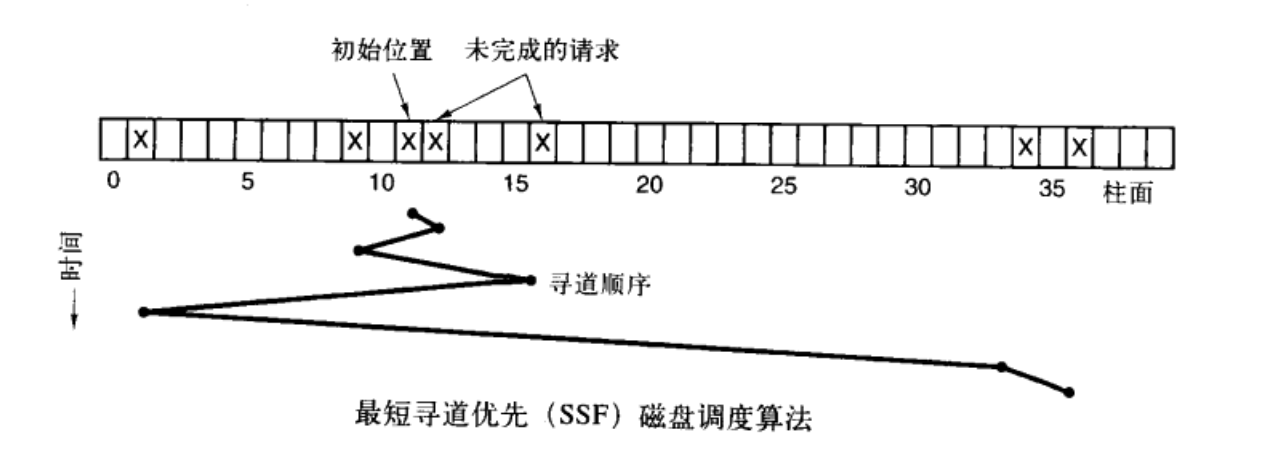 初始位置 未完成的请求
X X X X X X X
0 5 10 15 20 25 30 35 柱面
时间
寻道顺序
最短寻道优先（SSF）磁盘调度算法